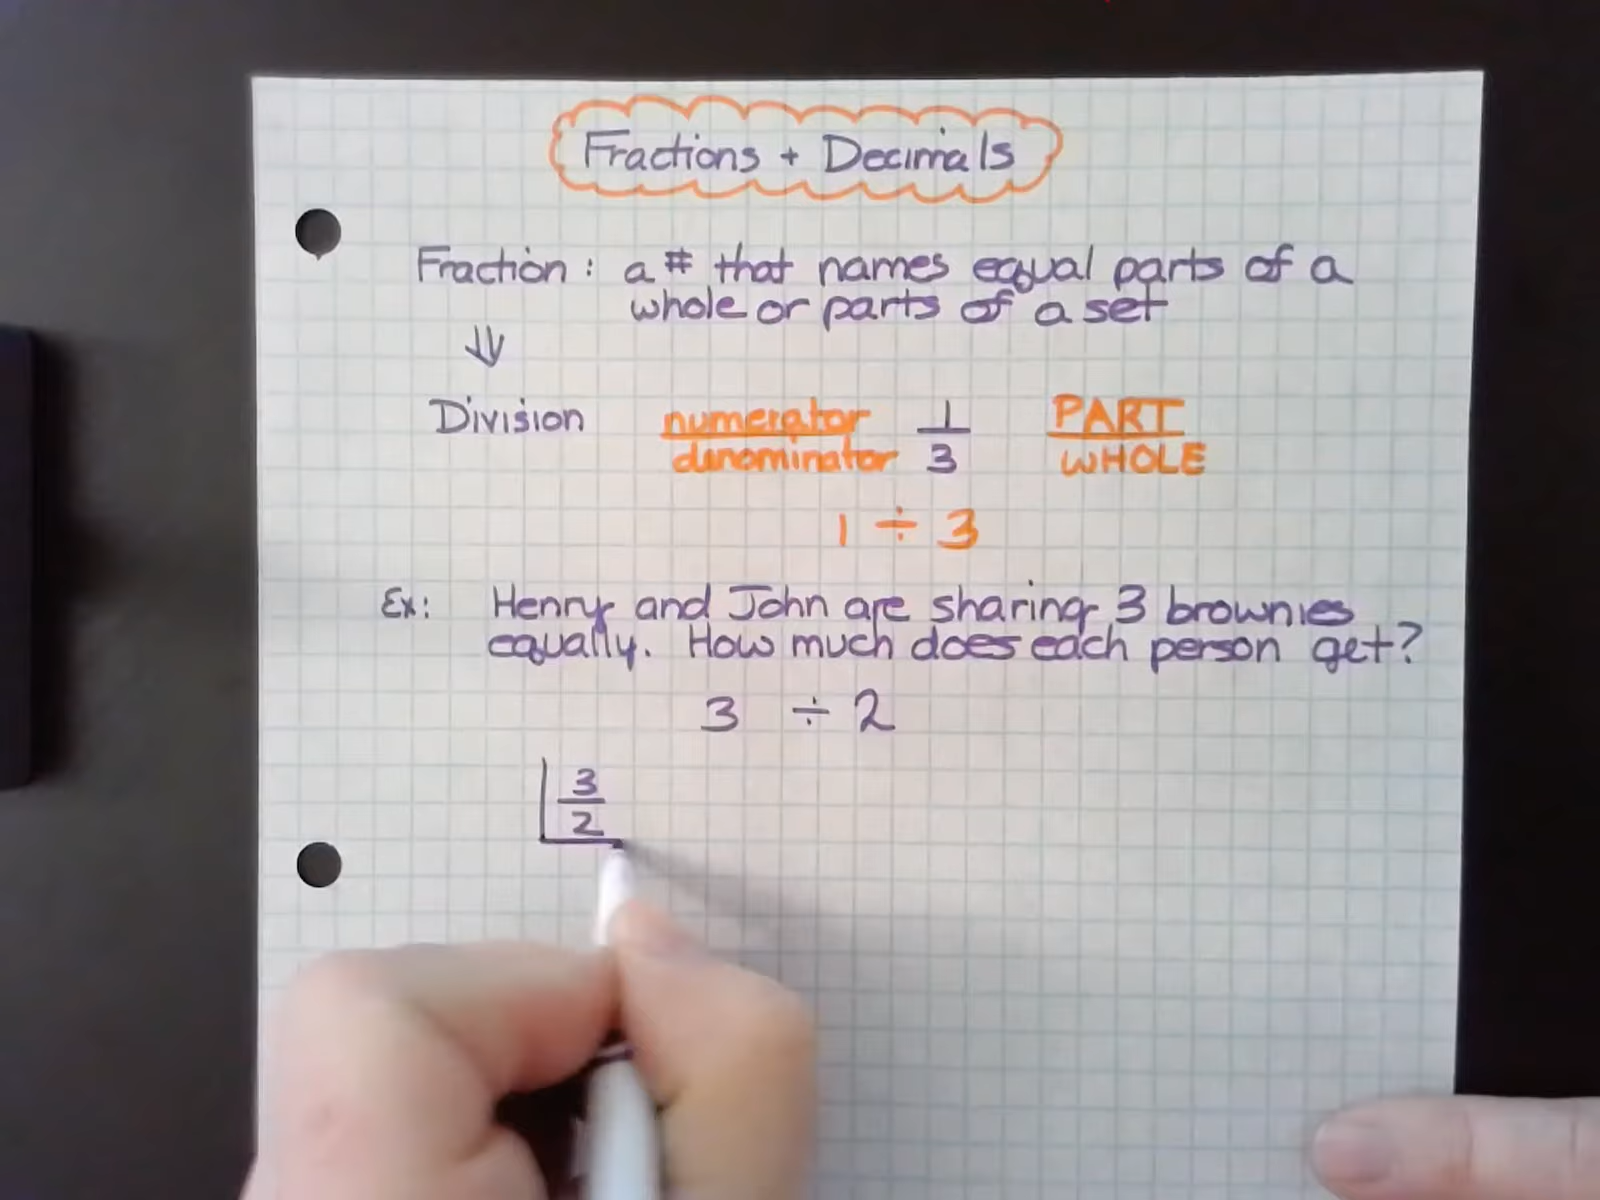 Fractions + Decimals
Fraction: a # that names equal parts of a
whole or parts of a set
⇓
Division numerator 1 PART
denominator 3 WHOLE
1 ÷ 3
Ex: Henry and John are sharing 3 brownies
equally. How much does each person get?
3 ÷ 2
3
2